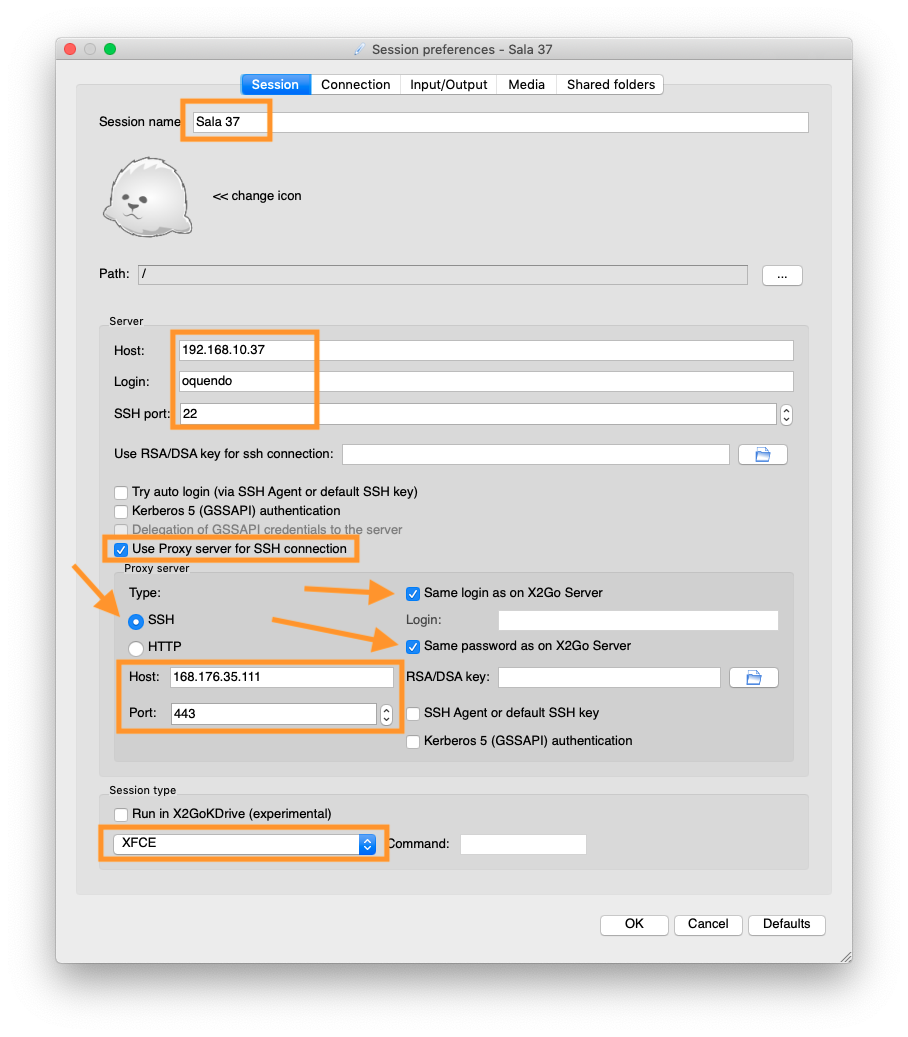 Session preferences - Sala 37
Session Connection Input/Output Media Shared folders
Session name Sala 37
<< change icon
Path: / ...
Server
Host: 192.168.10.37
Login: oquendo
SSH port: 22
Use RSA/DSA key for ssh connection:
Try auto login (via SSH Agent or default SSH key)
Kerberos 5 (GSSAPI) authentication
Delegation of GSSAPI credentials to the server
Use Proxy server for SSH connection
Proxy server
Type: Same login as on X2Go Server
SSH Login:
HTTP Same password as on X2Go Server
Host: 168.176.35.111 RSA/DSA key:
Port: 443 SSH Agent or default SSH key
Kerberos 5 (GSSAPI) authentication
Session type
Run in X2GoKDrive (experimental)
XFCE Command:
OK Cancel Defaults